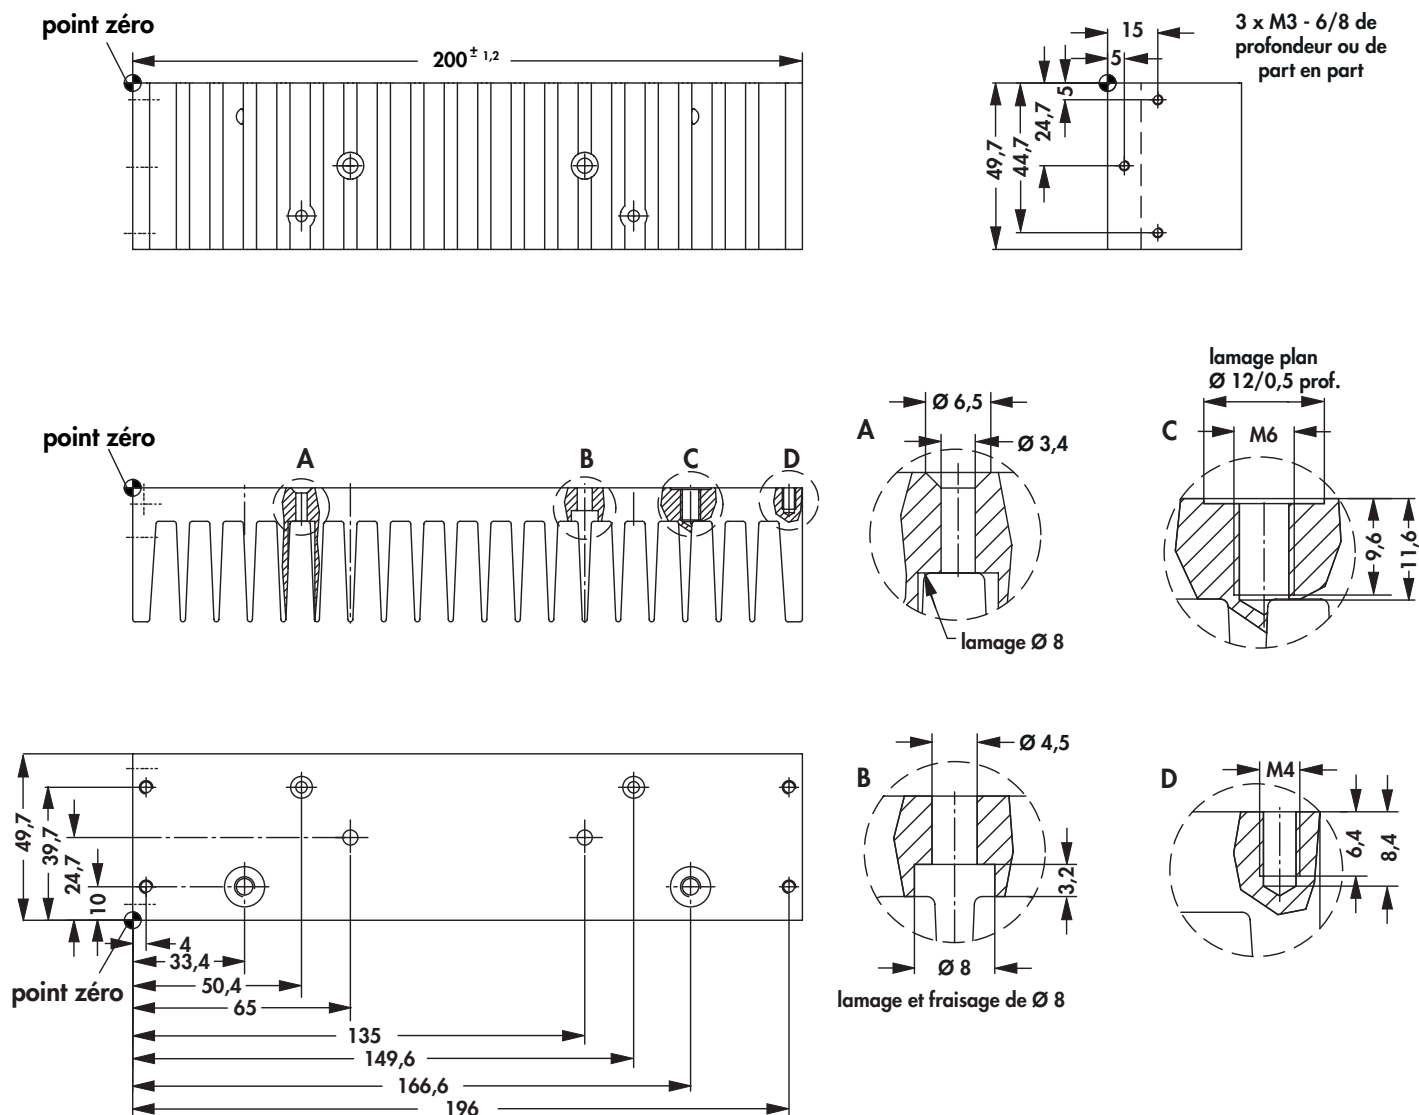 point zéro
200 ± 1,2
15
5
3 x M3 - 6/8 de
profondeur ou de
part en part
5
24,7
44,7
49,7
point zéro
A
B
C
D
A
Ø 6,5
Ø 3,4
lamage Ø 8
lamage plan
Ø 12/0,5 prof.
C
M6
9,6
11,6
49,7
39,7
24,7
10
point zéro
4
33,4
50,4
65
135
149,6
166,6
196
B
Ø 4,5
3,2
Ø 8
lamage et fraisage de Ø 8
D
M4
6,4
8,4